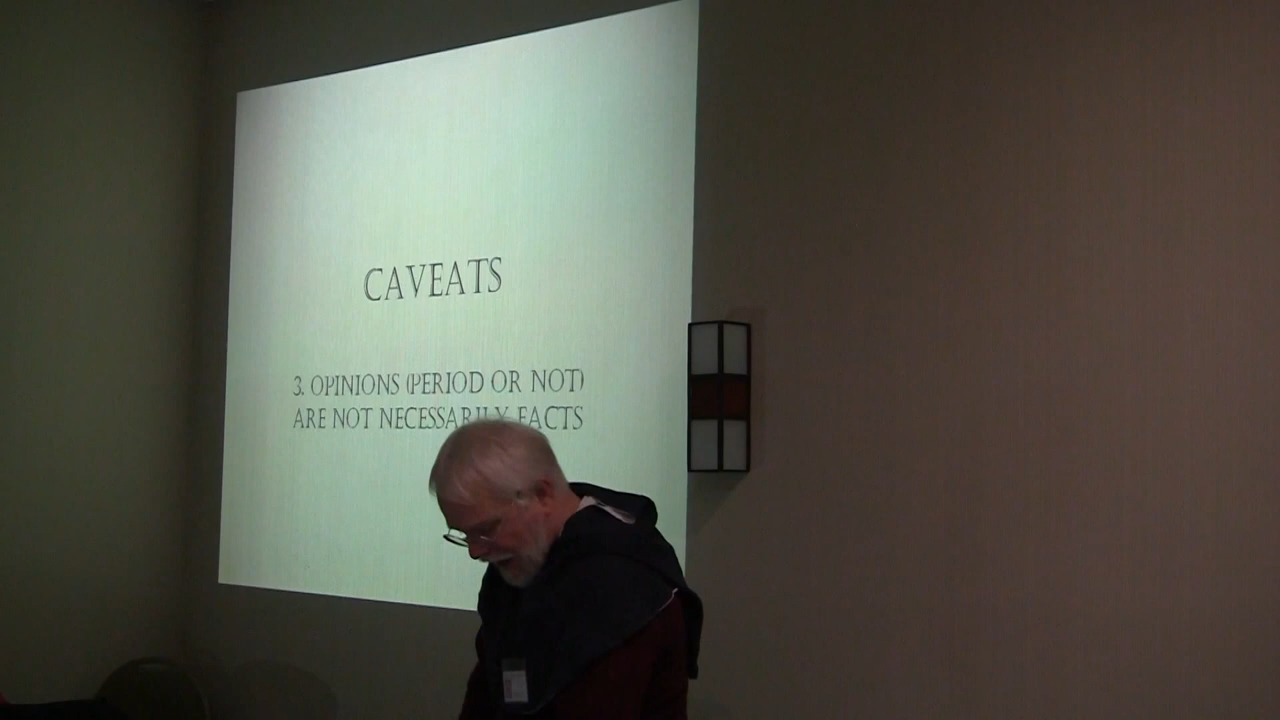 CAVEATS
3. OPINIONS (PERIOD OR NOT)
ARE NOT NECESSARILY FACTS